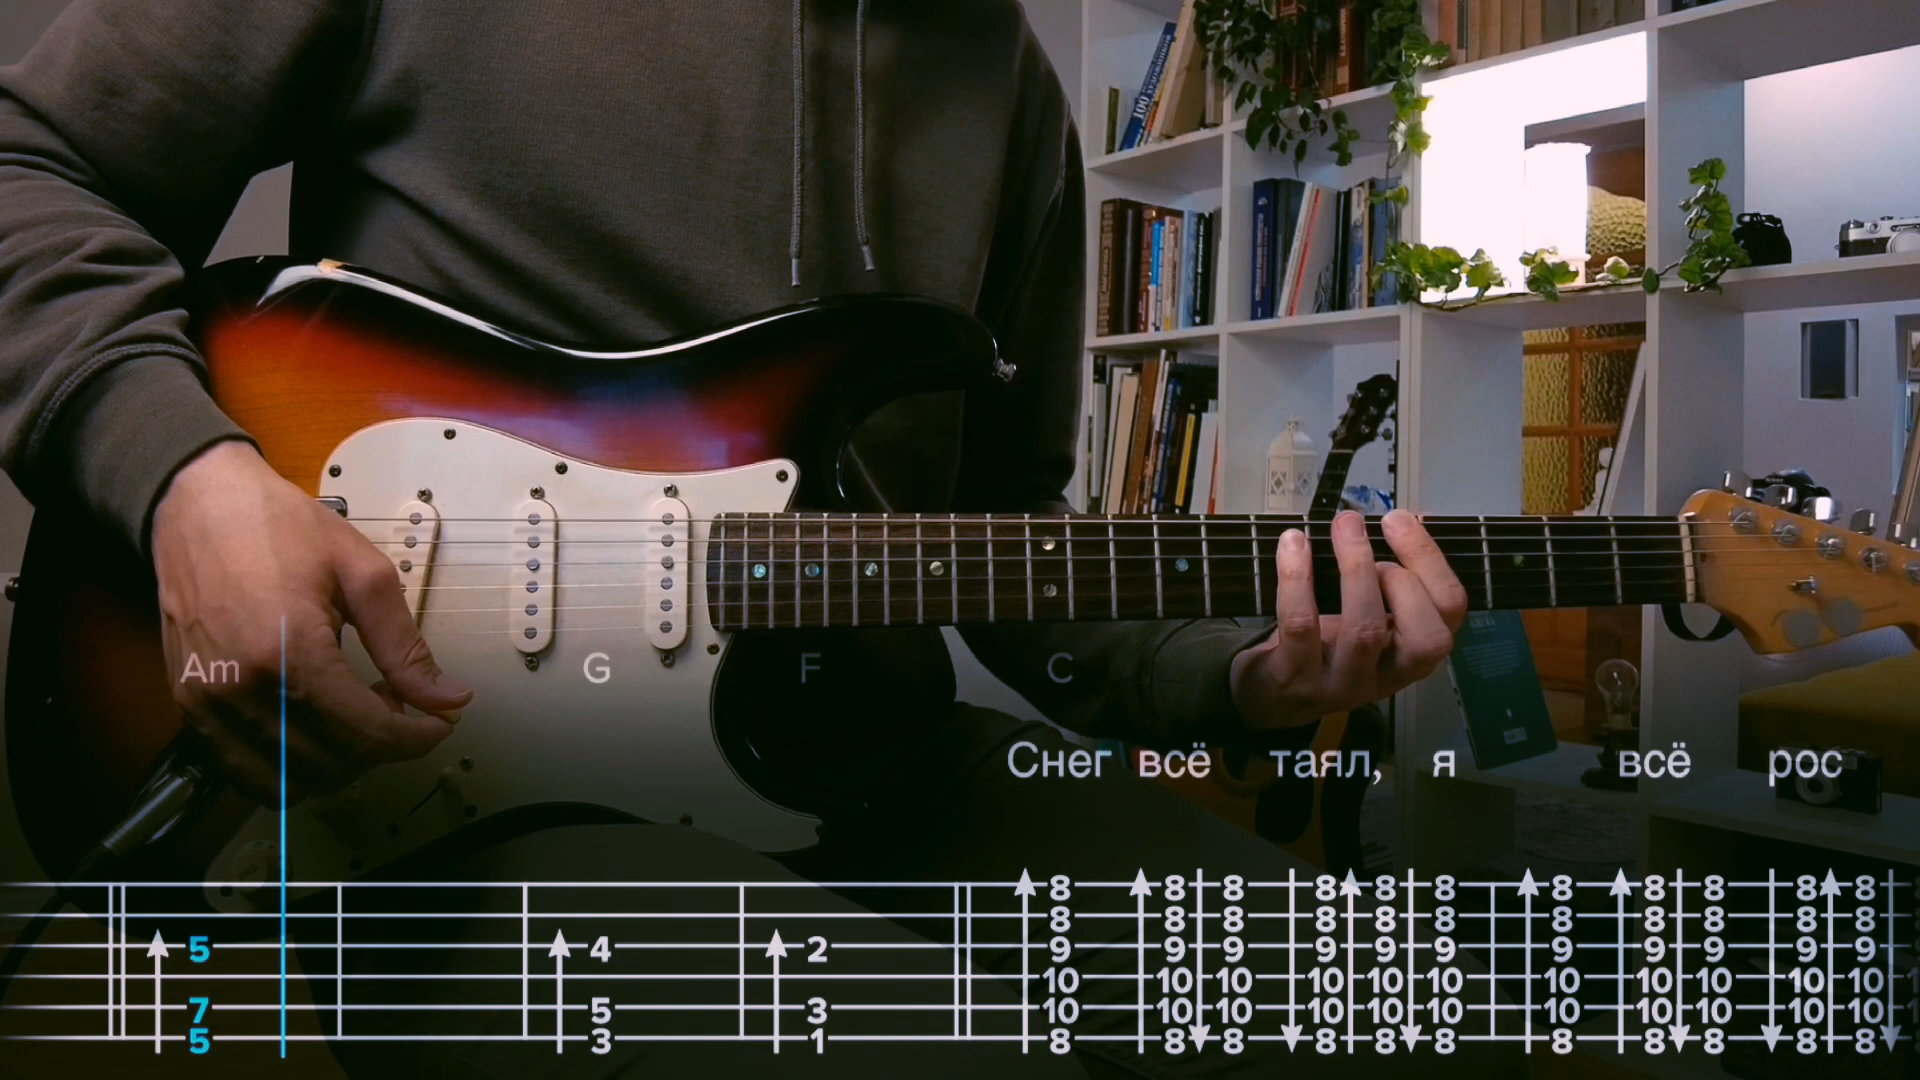 100
Am G F C
Снег всё таял, я всё рос
8 8 8 8 8 8 8 8 8 8 8
8 8 8 8 8 8 8 8 8 8 8
5 4 2 9 9 9 9 9 9 9 9 9 9 9
10 10 10 10 10 10 10 10 10 10 10
7 5 3 10 10 10 10 10 10 10 10 10 10 10
5 3 1 8 8 8 8 8 8 8 8 8 8 8